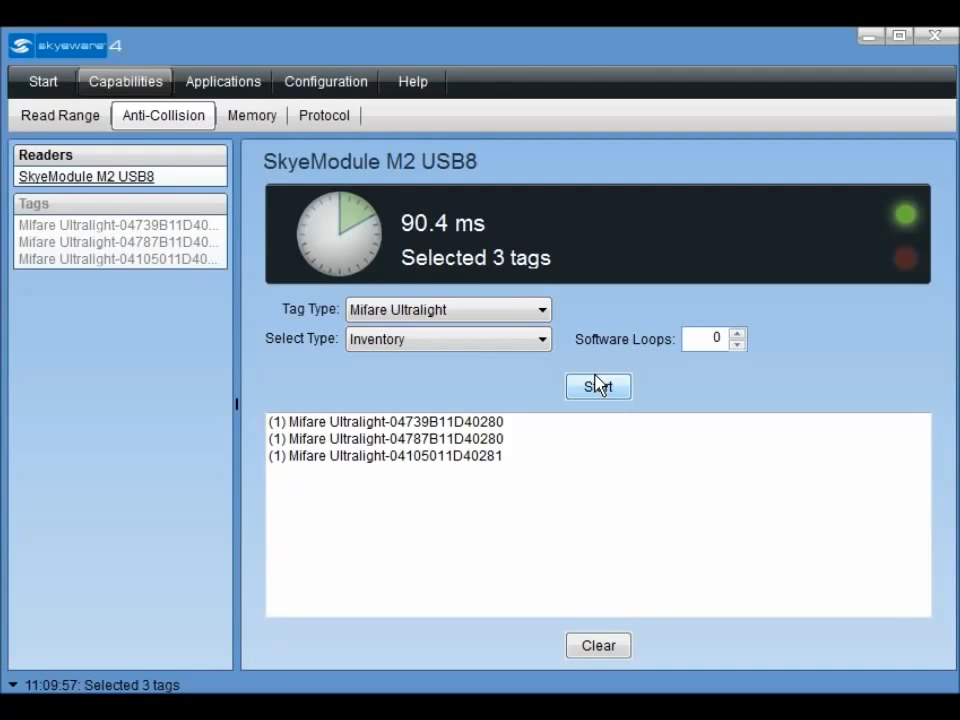 skyeware 4
Start Capabilities Applications Configuration Help
Read Range Anti-Collision Memory Protocol
Readers
SkyeModule M2 USB8
Tags
Mifare Ultralight-04739B11D40...
Mifare Ultralight-04787B11D40...
Mifare Ultralight-04105011D40...
SkyeModule M2 USB8
90.4 ms
Selected 3 tags
Tag Type: Mifare Ultralight
Select Type: Inventory Software Loops: 0
Start
(1) Mifare Ultralight-04739B11D40280
(1) Mifare Ultralight-04787B11D40280
(1) Mifare Ultralight-04105011D40281
Clear
11:09:57: Selected 3 tags